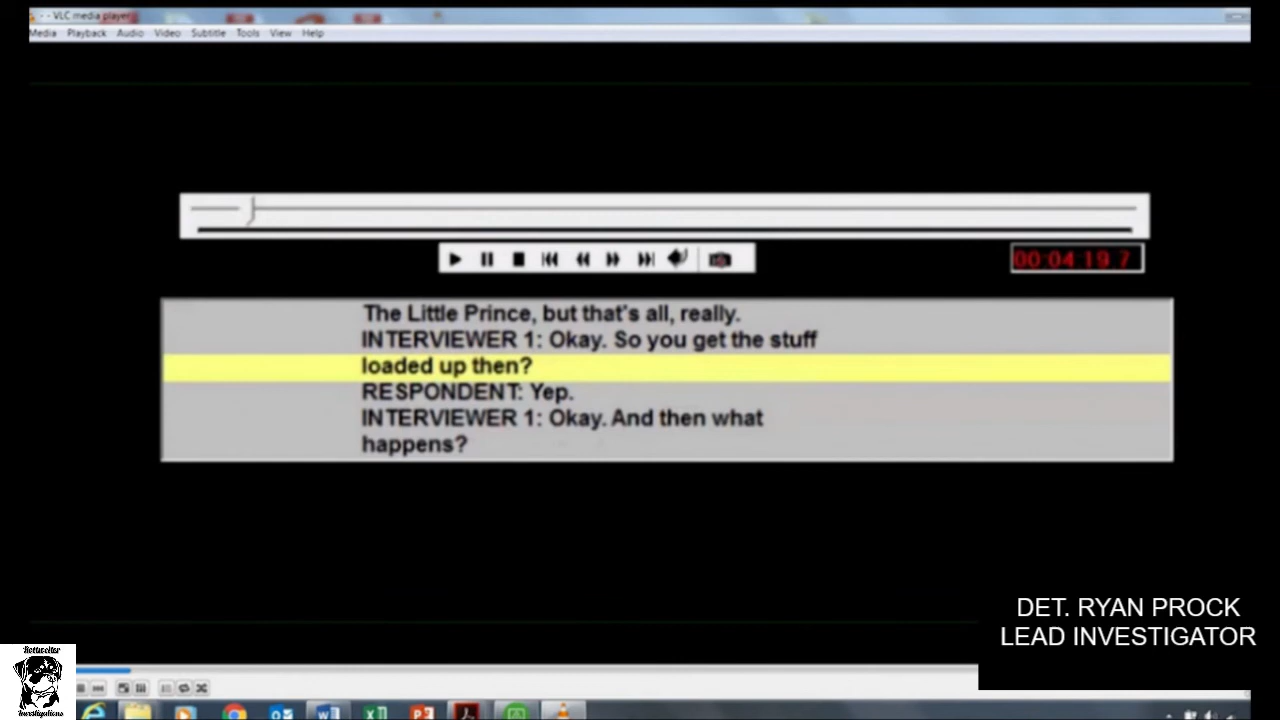 - - VLC media player
Media Playback Audio Video Subtitle Tools View Help
00:04:19.7
The Little Prince, but that's all, really.
INTERVIEWER 1: Okay. So you get the stuff
loaded up then?
RESPONDENT: Yep.
INTERVIEWER 1: Okay. And then what
happens?
DET. RYAN PROCK
LEAD INVESTIGATOR
Rottweiler
Investigations